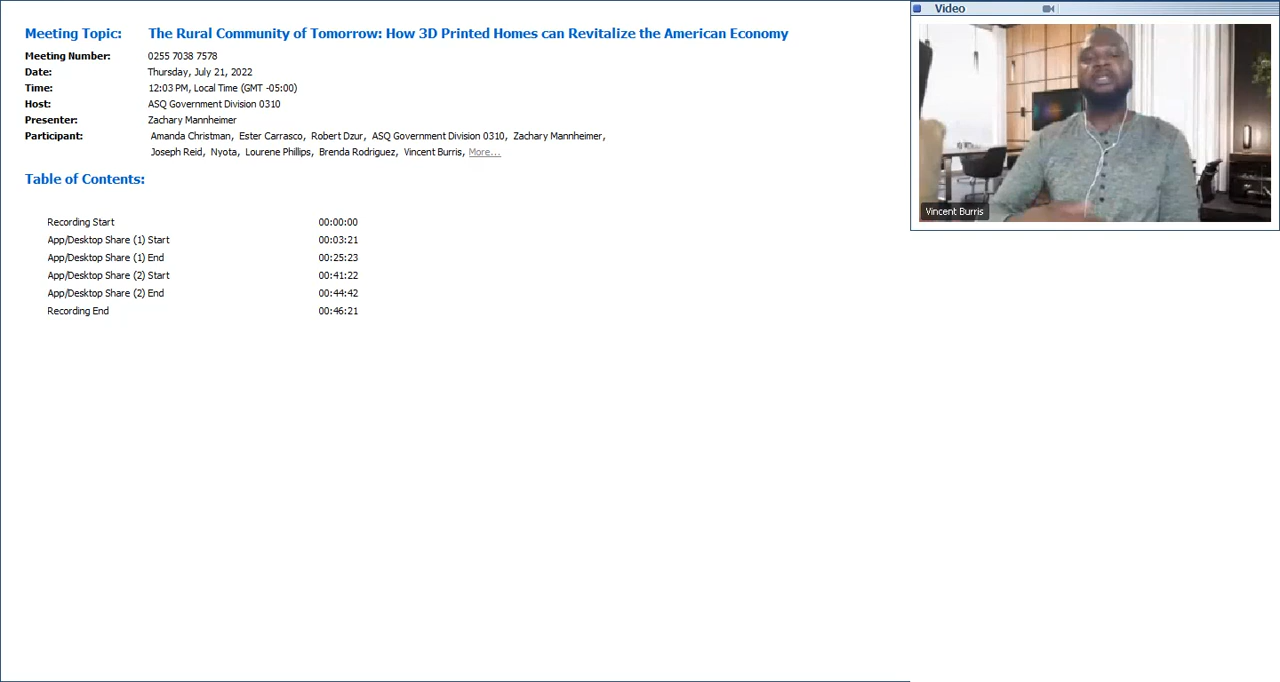 Meeting Topic: The Rural Community of Tomorrow: How 3D Printed Homes can Revitalize the American Economy
Meeting Number: 0255 7038 7578
Date: Thursday, July 21, 2022
Time: 12:03 PM, Local Time (GMT -05:00)
Host: ASQ Government Division 0310
Presenter: Zachary Mannheimer
Participant: Amanda Christman, Ester Carrasco, Robert Dzur, ASQ Government Division 0310, Zachary Mannheimer,
Joseph Reid, Nyota, Lourene Phillips, Brenda Rodriguez, Vincent Burris, More...
Table of Contents:
Recording Start 00:00:00
App/Desktop Share (1) Start 00:03:21
App/Desktop Share (1) End 00:25:23
App/Desktop Share (2) Start 00:41:22
App/Desktop Share (2) End 00:44:42
Recording End 00:46:21
Video
Vincent Burris